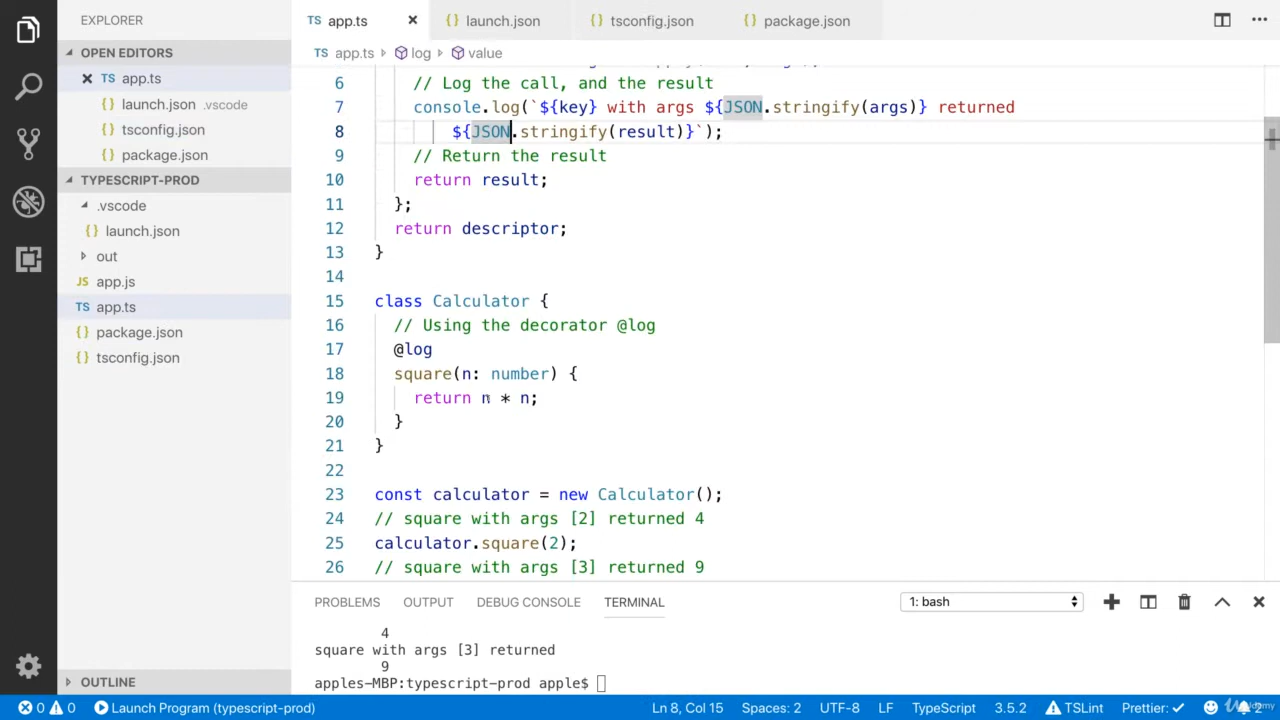 EXPLORER
OPEN EDITORS
TS app.ts
{} launch.json .vscode
{} tsconfig.json
{} package.json
TYPESCRIPT-PROD
.vscode
{} launch.json
out
JS app.js
TS app.ts
{} package.json
{} tsconfig.json
OUTLINE
TS app.ts
{} launch.json
{} tsconfig.json
{} package.json
TS app.ts log value
6 // Log the call, and the result
7 console.log(`${key} with args ${JSON.stringify(args)} returned
8 ${JSON.stringify(result)}`);
9 // Return the result
10 return result;
11 };
12 return descriptor;
13 }
14
15 class Calculator {
16 // Using the decorator @log
17 @log
18 square(n: number) {
19 return n * n;
20 }
21 }
22
23 const calculator = new Calculator();
24 // square with args [2] returned 4
25 calculator.square(2);
26 // square with args [3] returned 9
PROBLEMS OUTPUT DEBUG CONSOLE TERMINAL
1: bash
4
square with args [3] returned
9
apples-MBP:typescript-prod apple$
0 0 Launch Program (typescript-prod) Ln 8, Col 15 Spaces: 2 UTF-8 LF TypeScript 3.5.2 TSLint Prettier: 2
Udemy